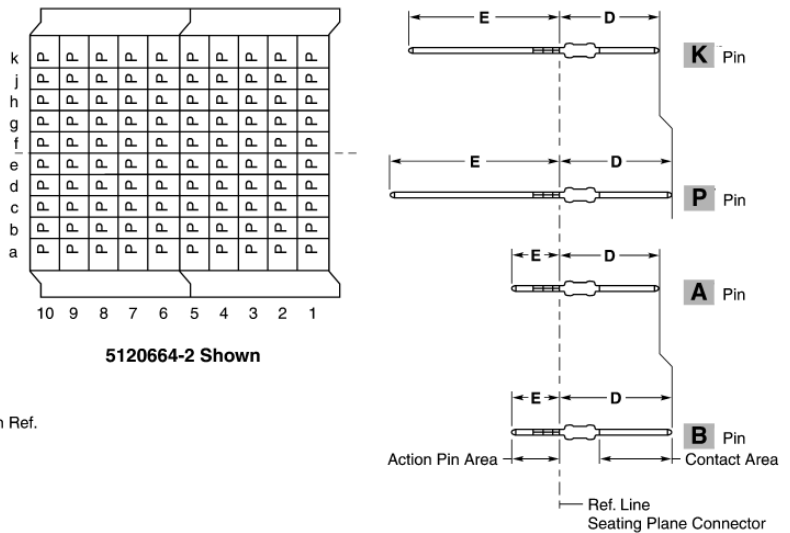 k P P P P P P P P P P
j P P P P P P P P P P
h P P P P P P P P P P
g P P P P P P P P P P
f P P P P P P P P P P
e P P P P P P P P P P
d P P P P P P P P P P
c P P P P P P P P P P
b P P P P P P P P P P
a P P P P P P P P P P
10 9 8 7 6 5 4 3 2 1
5120664-2 Shown
Ref.
E D
K Pin
E D
P Pin
E D
A Pin
E D
B Pin
Action Pin Area
Contact Area
Ref. Line
Seating Plane Connector